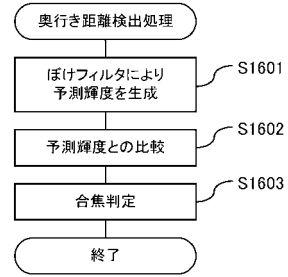 奥行き距離検出処理
ぼけフィルタにより
予測輝度を生成
S1601
予測輝度との比較
S1602
合焦判定
S1603
終了